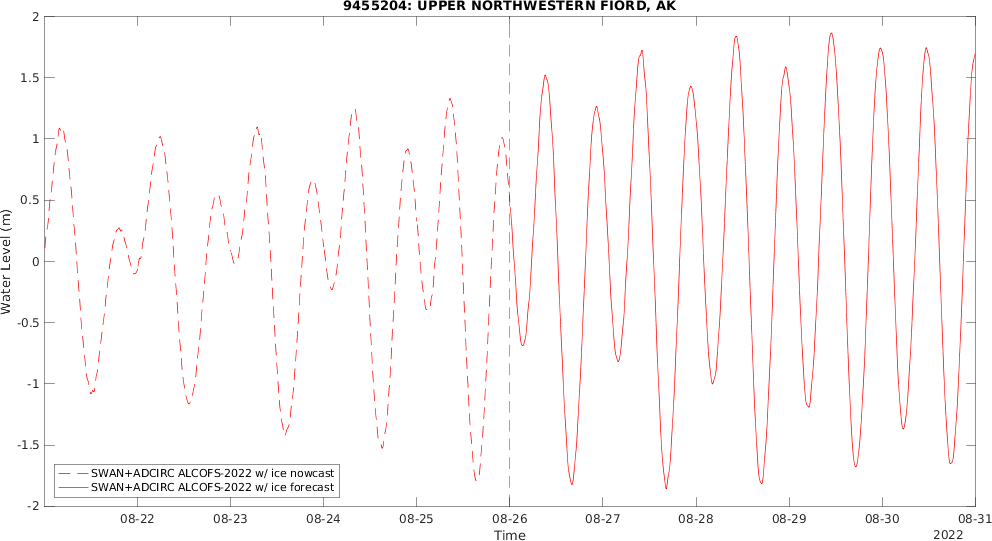 9455204: UPPER NORTHWESTERN FIORD, AK
2
1.5
1
0.5
0
-0.5
-1
-1.5
-2
Water Level (m)
SWAN+ADCIRC ALCOFS-2022 w/ ice nowcast
SWAN+ADCIRC ALCOFS-2022 w/ ice forecast
08-22 08-23 08-24 08-25 08-26 08-27 08-28 08-29 08-30 08-31
Time
2022